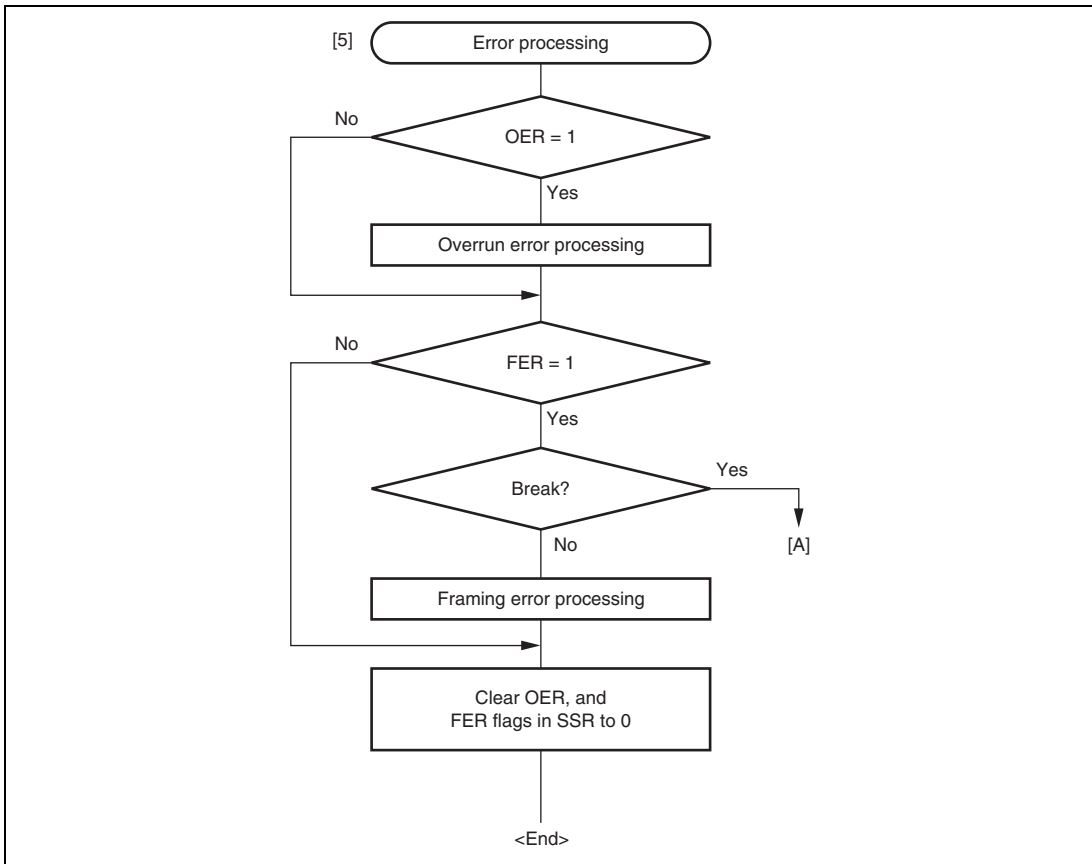 [5]
Error processing
No
OER = 1
Yes
Overrun error processing
No
FER = 1
Yes
Break?
Yes
[A]
No
Framing error processing
Clear OER, and
FER flags in SSR to 0
<End>